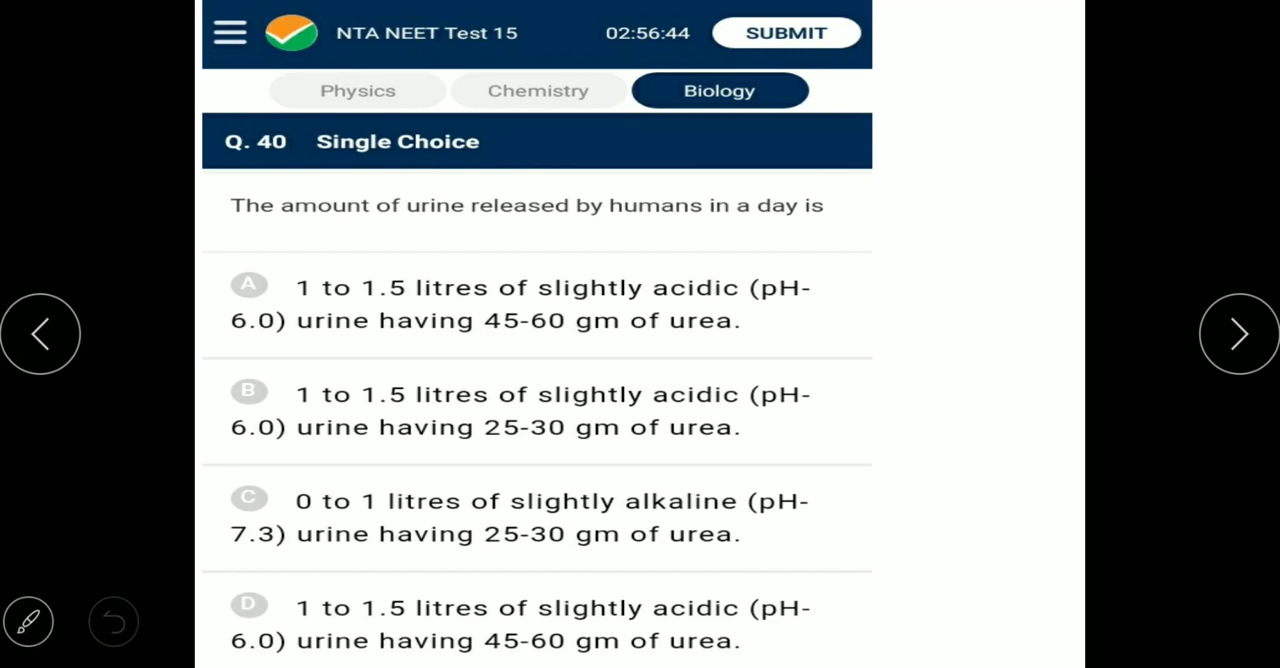 NTA NEET Test 15 02:56:44 SUBMIT
Physics Chemistry Biology
Q. 40 Single Choice
The amount of urine released by humans in a day is
A 1 to 1.5 litres of slightly acidic (pH-
6.0) urine having 45-60 gm of urea.
B 1 to 1.5 litres of slightly acidic (pH-
6.0) urine having 25-30 gm of urea.
C 0 to 1 litres of slightly alkaline (pH-
7.3) urine having 25-30 gm of urea.
D 1 to 1.5 litres of slightly acidic (pH-
6.0) urine having 45-60 gm of urea.